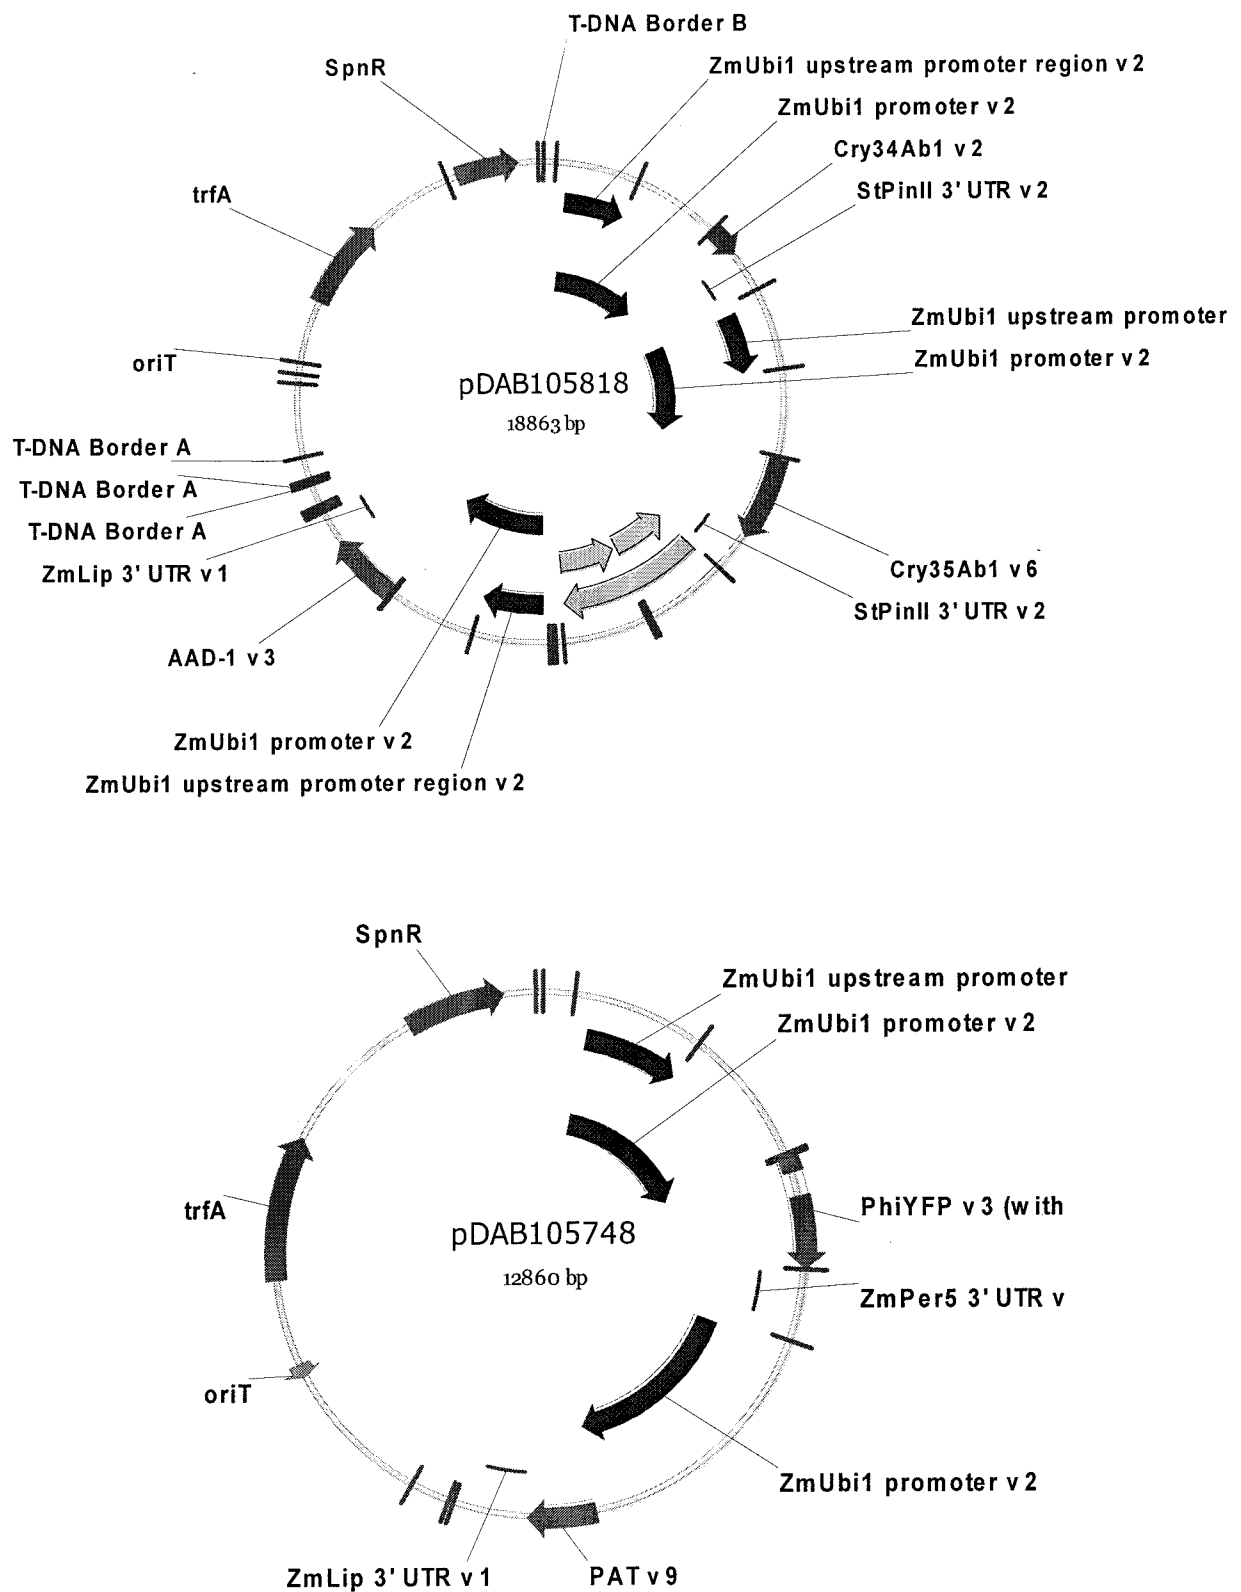 T-DNA Border B
SpnR
ZmUbi1 upstream promoter region v2
ZmUbi1 promoter v2
Cry34Ab1 v2
StPinII 3' UTR v2
trfA
ZmUbi1 upstream promoter
ZmUbi1 promoter v2
oriT
pDAB105818
18863 bp
T-DNA Border A
T-DNA Border A
T-DNA Border A
ZmLip 3' UTR v1
Cry35Ab1 v6
StPinII 3' UTR v2
AAD-1 v3
ZmUbi1 promoter v2
ZmUbi1 upstream promoter region v2
SpnR
ZmUbi1 upstream promoter
ZmUbi1 promoter v2
trfA
PhiYFP v3 (with
pDAB105748
12860 bp
ZmPer5 3' UTR v
oriT
ZmUbi1 promoter v2
ZmLip 3' UTR v1
PAT v9